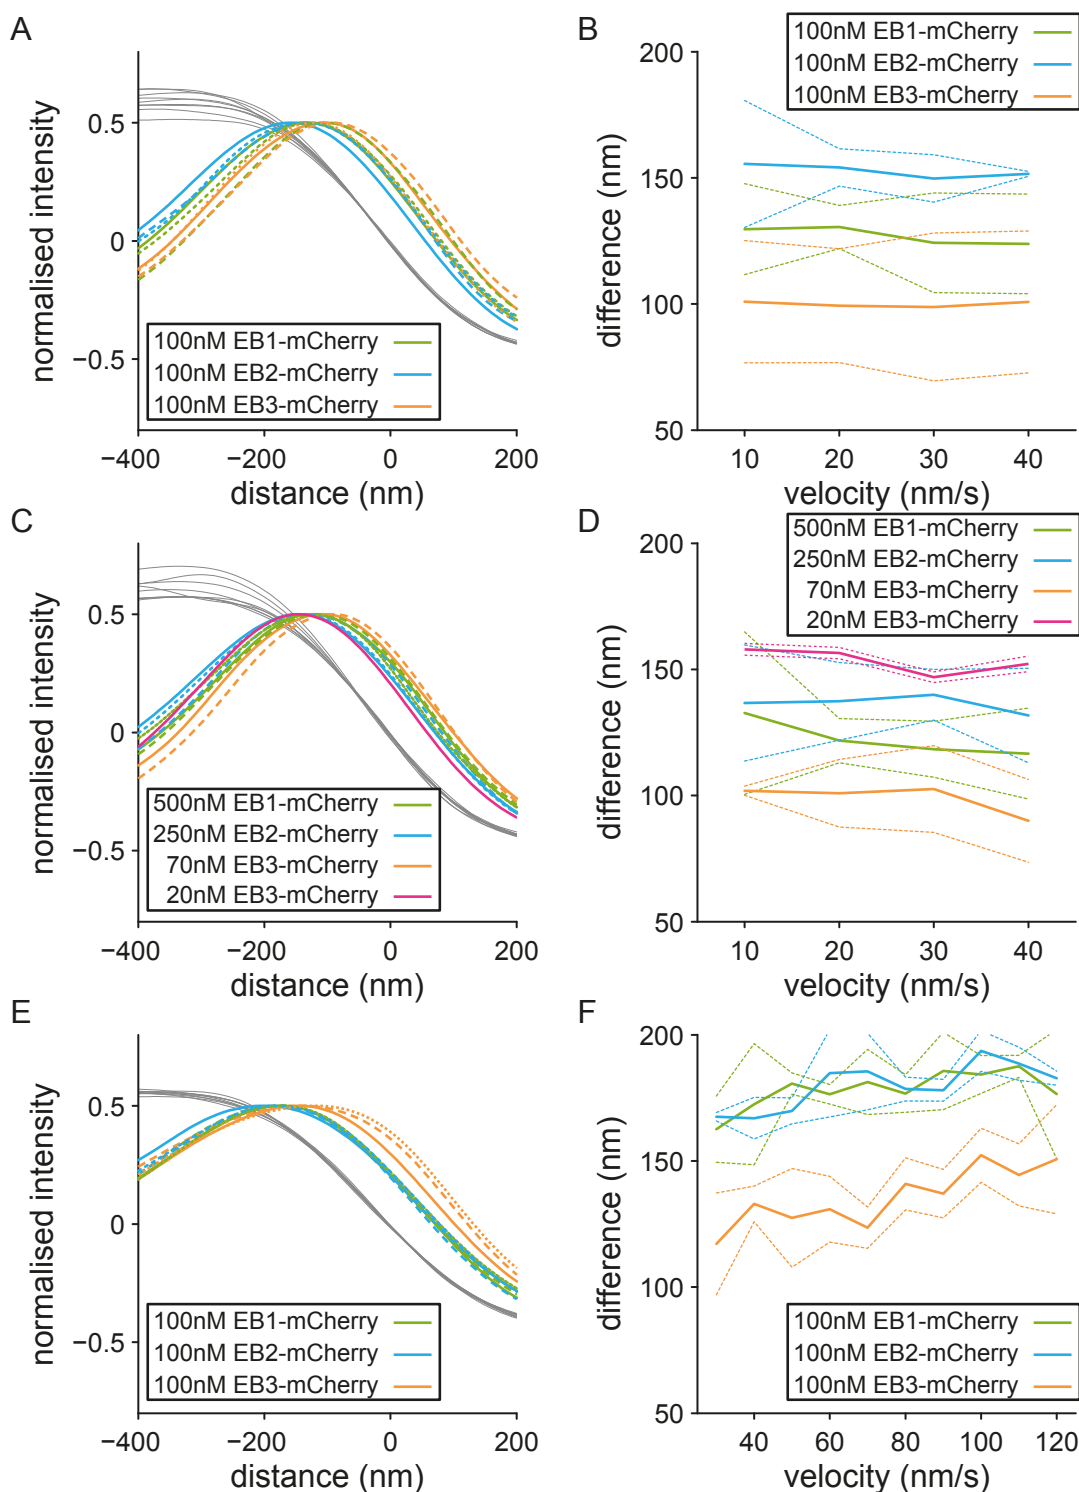 A
normalised intensity
0.5
0
−0.5
100nM EB1-mCherry
100nM EB2-mCherry
100nM EB3-mCherry
−400
−200
0
200
distance (nm)
B
difference (nm)
200
150
100
50
100nM EB1-mCherry
100nM EB2-mCherry
100nM EB3-mCherry
10
20
30
40
velocity (nm/s)
C
normalised intensity
0.5
0
−0.5
500nM EB1-mCherry
250nM EB2-mCherry
70nM EB3-mCherry
20nM EB3-mCherry
−400
−200
0
200
distance (nm)
D
difference (nm)
200
150
100
50
500nM EB1-mCherry
250nM EB2-mCherry
70nM EB3-mCherry
20nM EB3-mCherry
10
20
30
40
velocity (nm/s)
E
normalised intensity
0.5
0
−0.5
100nM EB1-mCherry
100nM EB2-mCherry
100nM EB3-mCherry
−400
−200
0
200
distance (nm)
F
difference (nm)
200
150
100
50
100nM EB1-mCherry
100nM EB2-mCherry
100nM EB3-mCherry
40
60
80
100
120
velocity (nm/s)